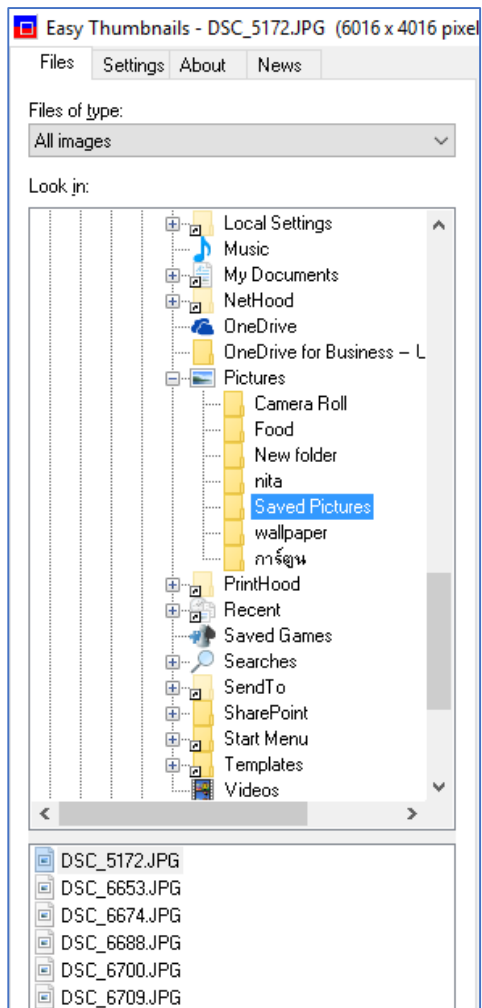 Easy Thumbnails - DSC_5172.JPG (6016 x 4016 pixel
Files Settings About News
Files of type:
All images
Look in:
Local Settings
Music
My Documents
NetHood
OneDrive
OneDrive for Business – L
Pictures
Camera Roll
Food
New folder
nita
Saved Pictures
wallpaper
การ์ตูน
PrintHood
Recent
Saved Games
Searches
SendTo
SharePoint
Start Menu
Templates
Videos
DSC_5172.JPG
DSC_6653.JPG
DSC_6674.JPG
DSC_6688.JPG
DSC_6700.JPG
DSC_6709.JPG